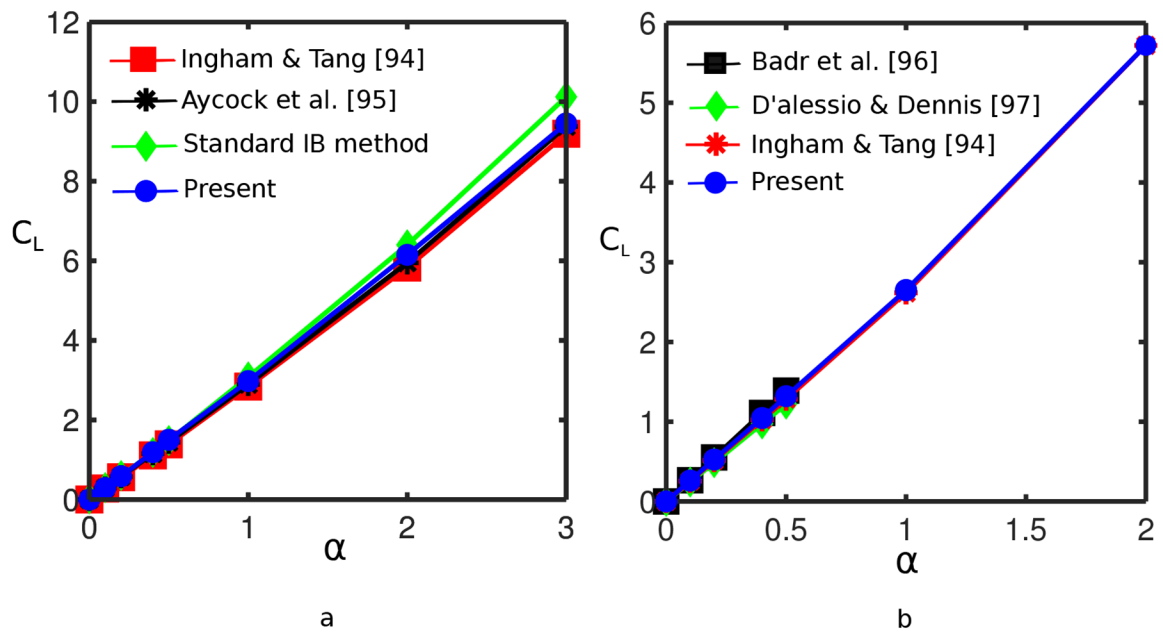 12
10
8
6
4
2
0
C_L
Ingham & Tang [94]
Aycock et al. [95]
Standard IB method
Present
0 1 2 3
α
a
6
5
4
3
2
1
0
C_L
Badr et al. [96]
D'alessio & Dennis [97]
Ingham & Tang [94]
Present
0 0.5 1 1.5 2
α
b